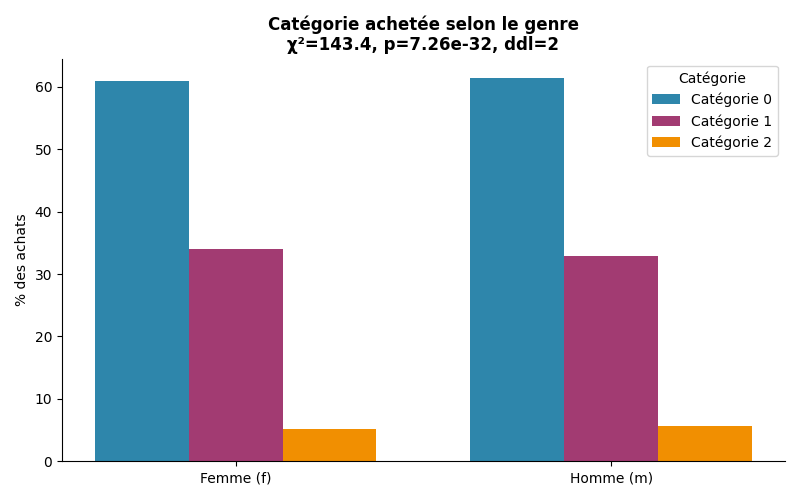 Catégorie achetée selon le genre
χ²=143.4, p=7.26e-32, ddl=2
% des achats
60
50
40
30
20
10
0
Catégorie
Catégorie 0
Catégorie 1
Catégorie 2
Femme (f)
Homme (m)